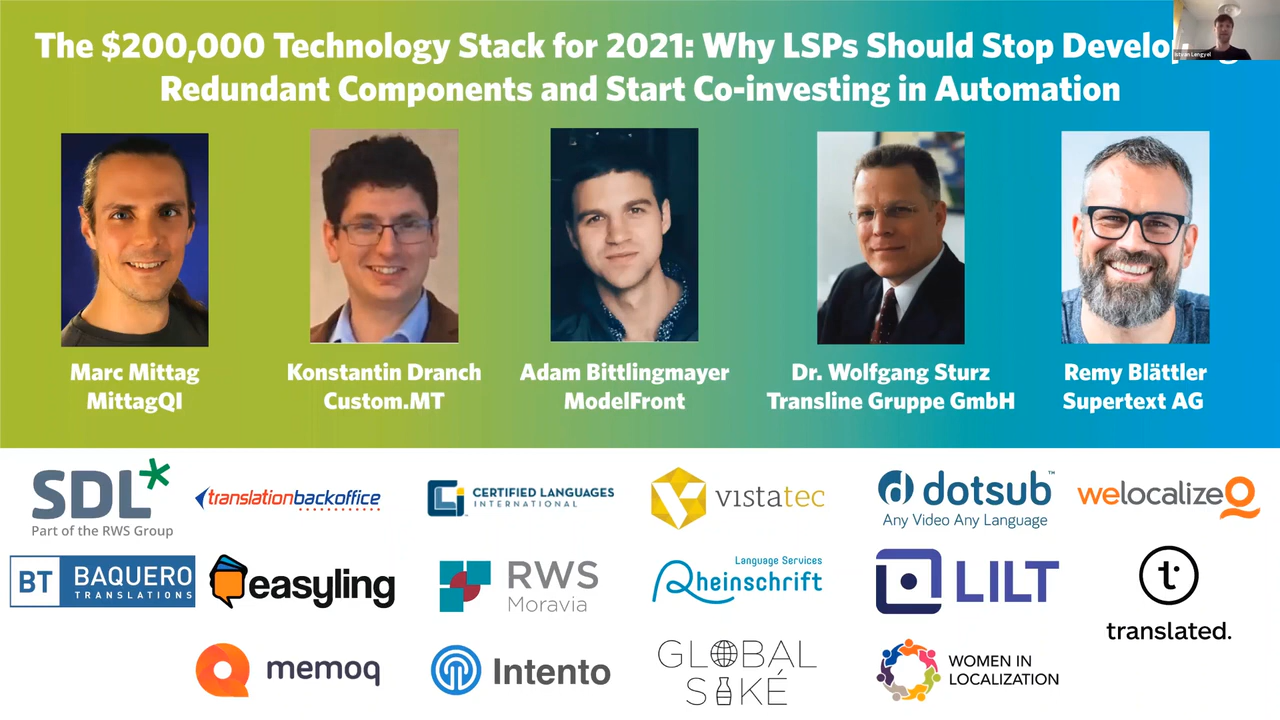 The $200,000 Technology Stack for 2021: Why LSPs Should Stop Develo
Redundant Components and Start Co-investing in Automation
Istvan Lengyel
Marc Mittag
MittagQI
Konstantin Dranch
Custom.MT
Adam Bittlingmayer
ModelFront
Dr. Wolfgang Sturz
Transline Gruppe GmbH
Remy Blättler
Supertext AG
SDL*
Part of the RWS Group
translationbackoffice
CERTIFIED LANGUAGES
INTERNATIONAL
vistatec
dotsub™
Any Video Any Language
welocalize
BT BAQUERO
TRANSLATIONS
easyling
RWS
Moravia
Language Services
Rheinschrift
LILT
t:
translated.
memoq
Intento
GLOBAL
SAKÉ
WOMEN IN
LOCALIZATION